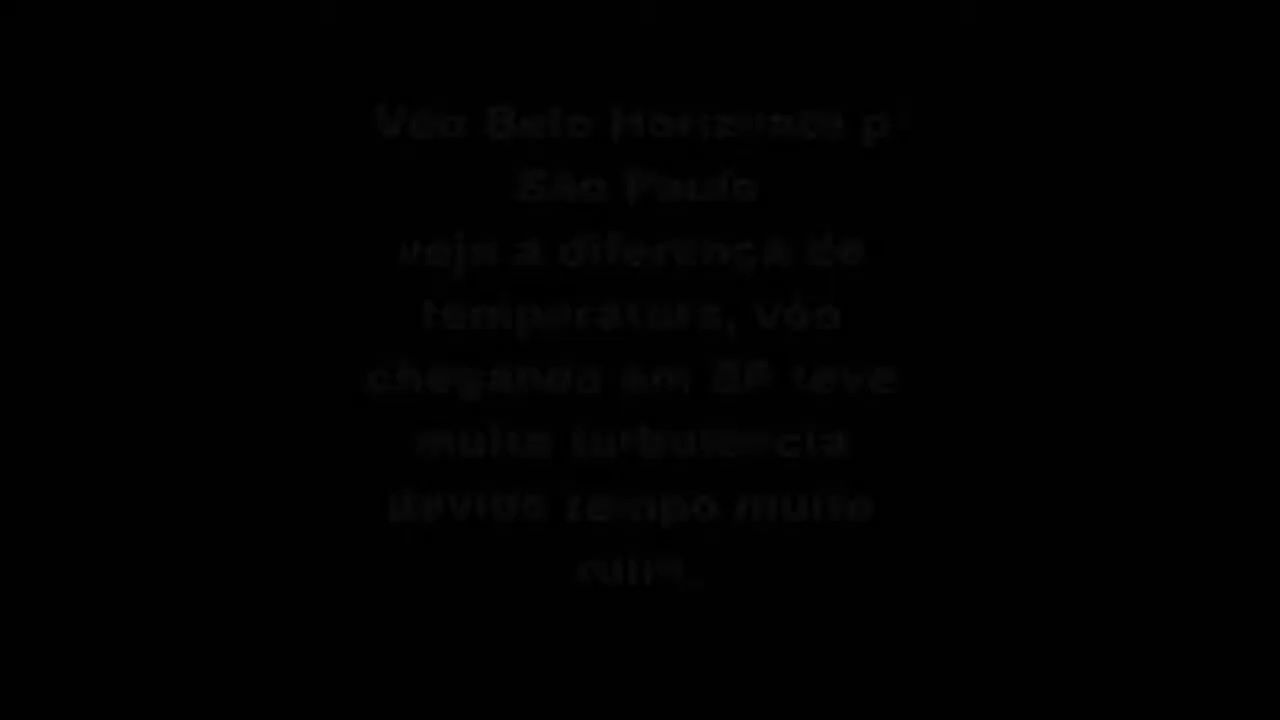 Vôo Belo Horizonte p
São Paulo
veja a diferença de
temperatura, vôo
chegando em SP teve
muita turbulencia
devido tempo muito
ruim.